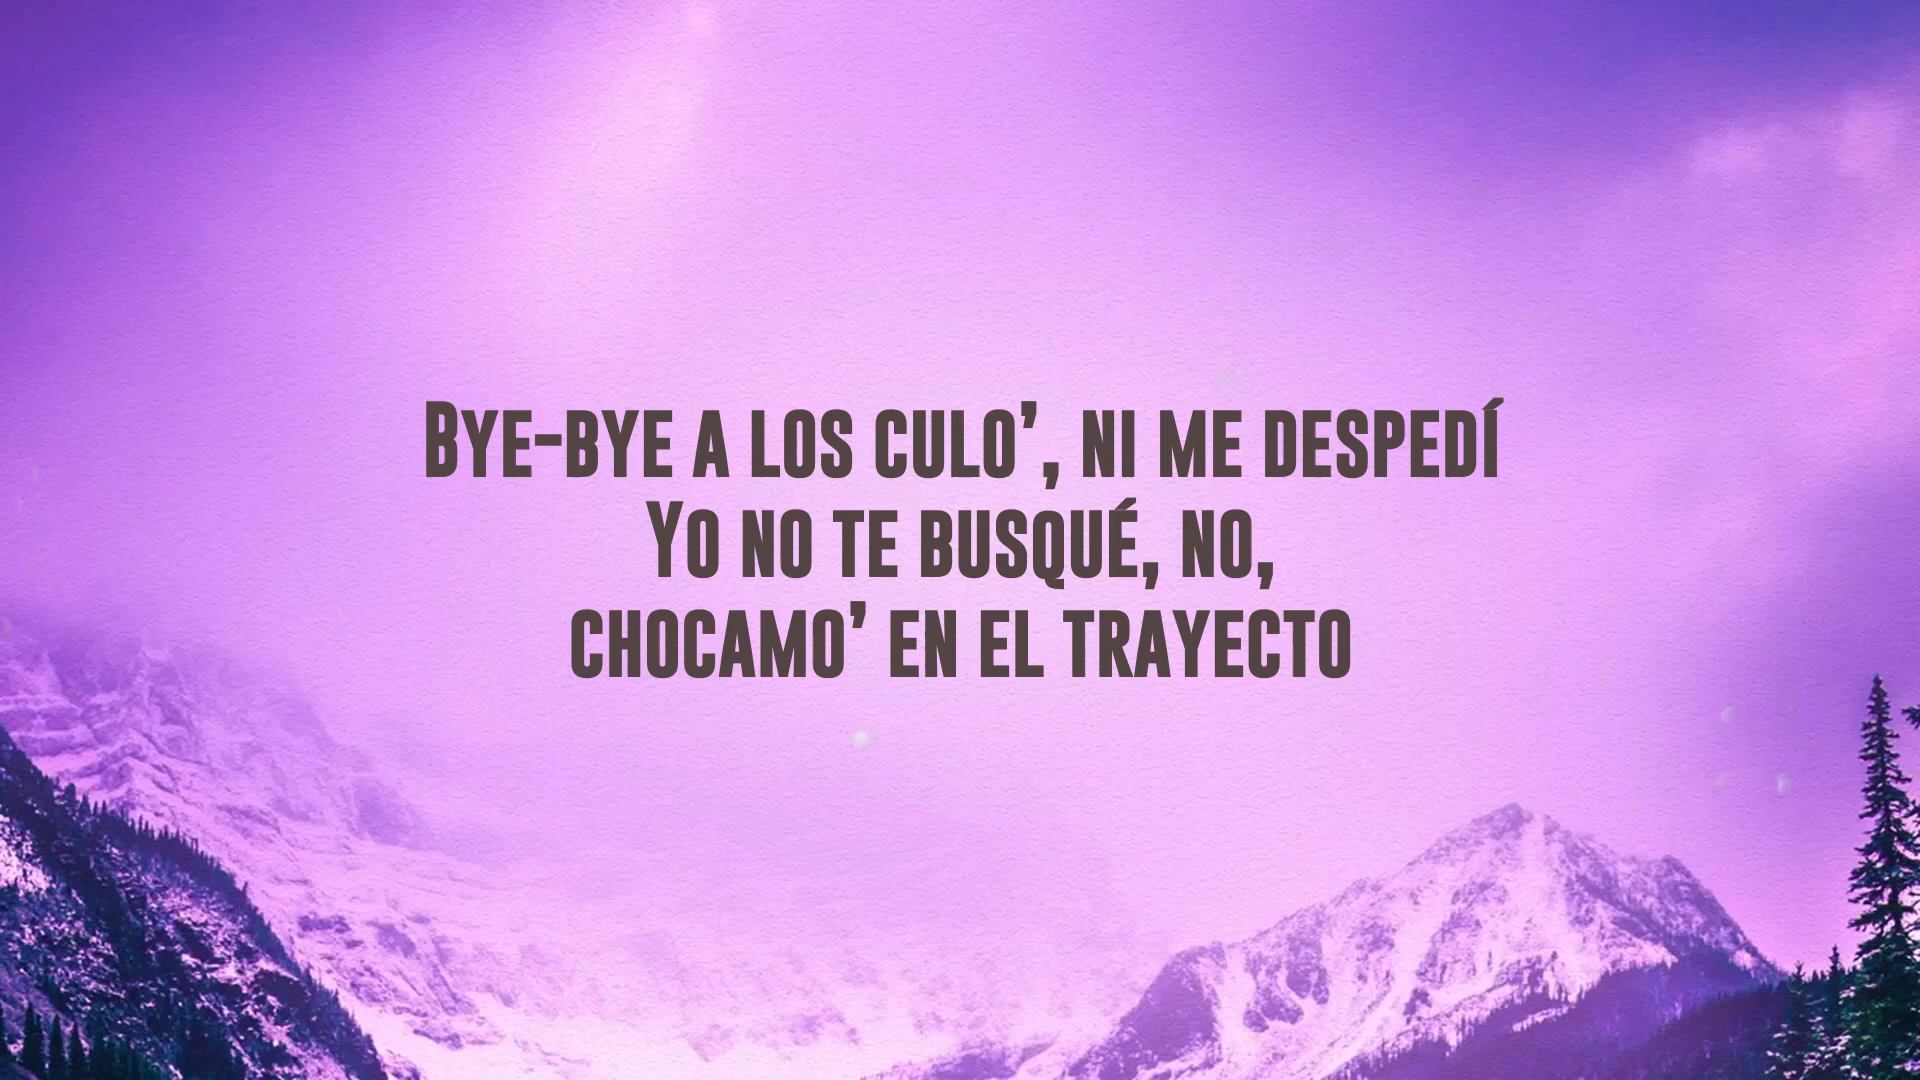 Bye-bye a los culo’, ni me despedí
Yo no te busqué, no,
chocamo’ en el trayecto